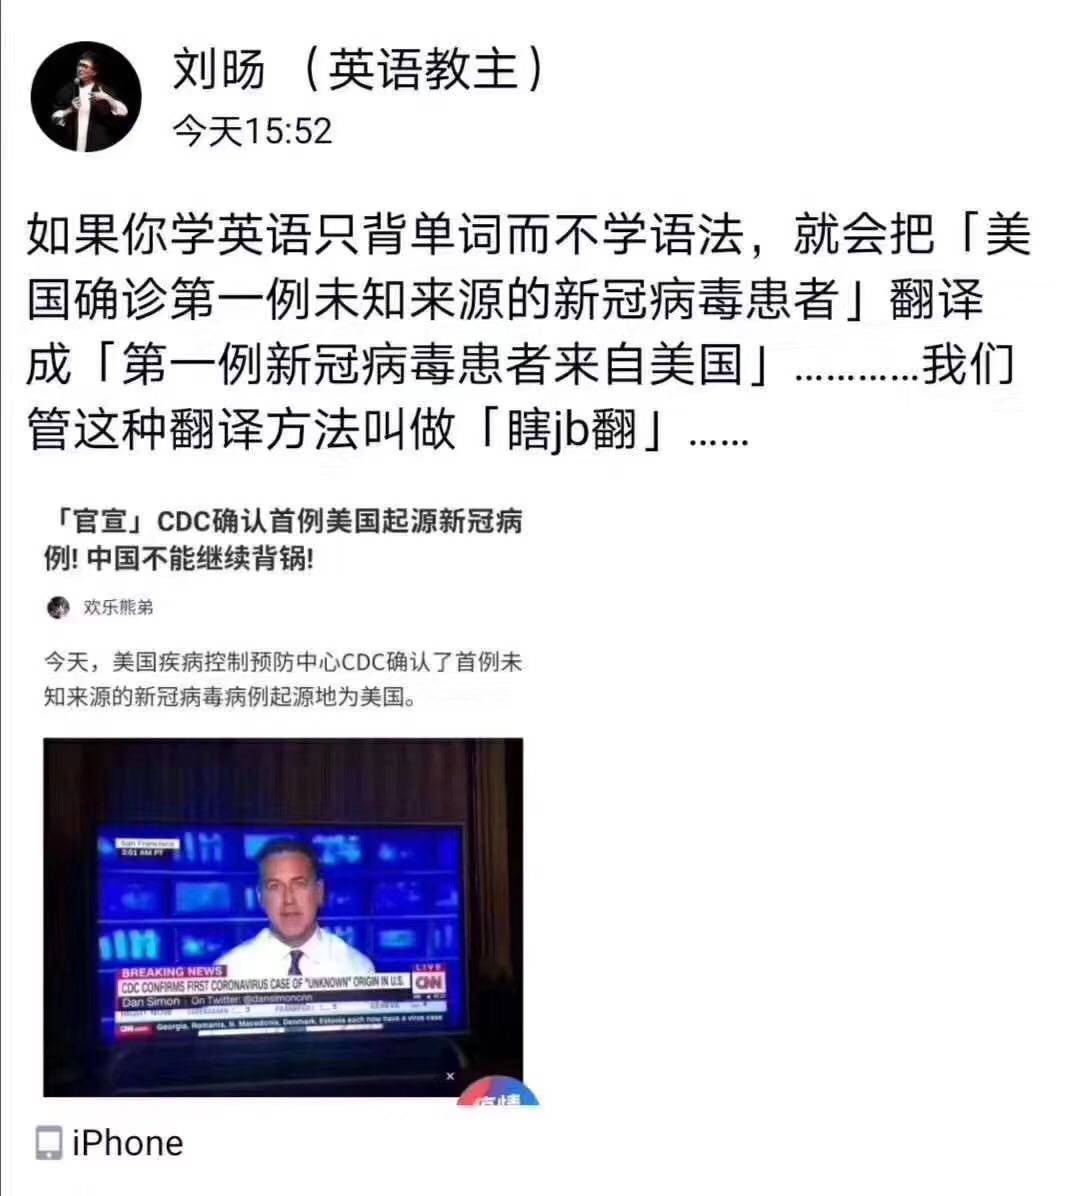 刘旸 （英语教主）
今天15:52
如果你学英语只背单词而不学语法，就会把「美
国确诊第一例未知来源的新冠病毒患者」翻译
成「第一例新冠病毒患者来自美国」…………我们
管这种翻译方法叫做「瞎jb翻」……
「官宣」CDC确认首例美国起源新冠病
例! 中国不能继续背锅!
欢乐熊弟
今天，美国疾病控制预防中心CDC确认了首例未
知来源的新冠病毒病例起源地为美国。
San Francisco
3:01 AM PT
BREAKING NEWS
LIVE
CDC CONFIRMS FIRST CORONAVIRUS CASE OF "UNKNOWN" ORIGIN IN U.S.
CNN
Dan Simon | On Twitter: @dansimoncnn
Georgia, Romania, N. Macedonia, Denmark, Estonia each now have a virus case
疫情
iPhone